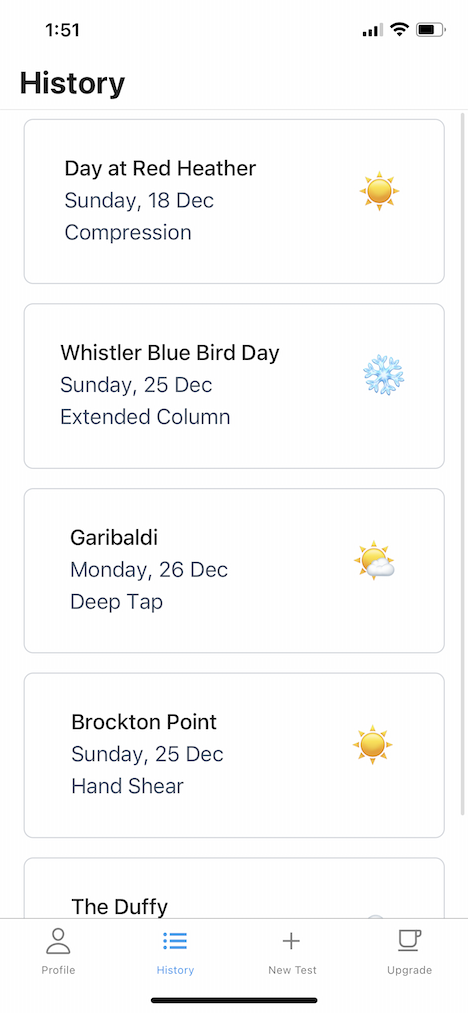 1:51
History
Day at Red Heather
Sunday, 18 Dec
Compression
Whistler Blue Bird Day
Sunday, 25 Dec
Extended Column
Garibaldi
Monday, 26 Dec
Deep Tap
Brockton Point
Sunday, 25 Dec
Hand Shear
The Duffy
Profile
History
New Test
Upgrade